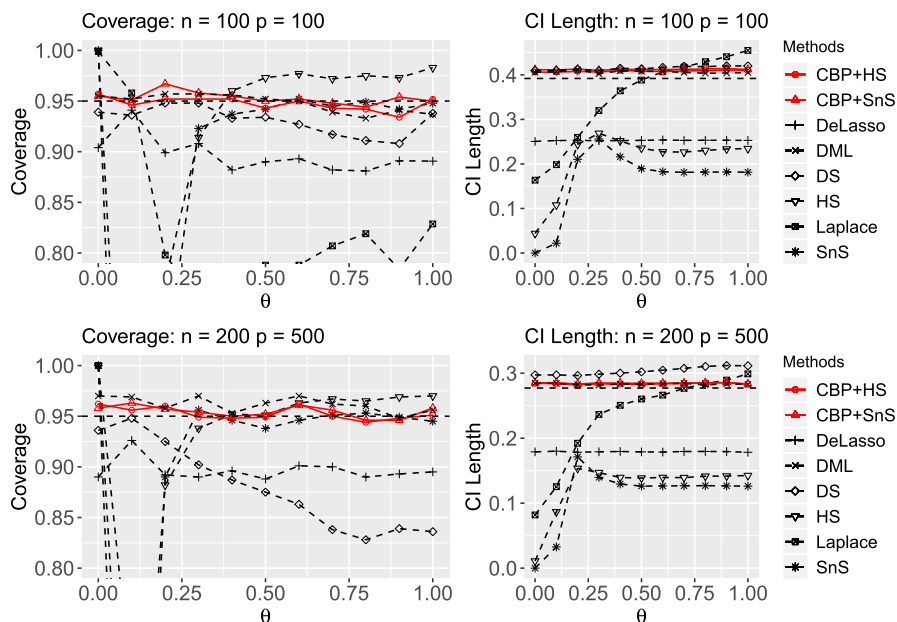 Coverage: n = 100 p = 100
CI Length: n = 100 p = 100
Coverage
1.00
0.95
0.90
0.85
0.80
0.00 0.25 0.50 0.75 1.00
θ
CI Length
0.4
0.3
0.2
0.1
0.0
0.00 0.25 0.50 0.75 1.00
θ
Methods
CBP+HS
CBP+SnS
DeLasso
DML
DS
HS
Laplace
SnS
Coverage: n = 200 p = 500
CI Length: n = 200 p = 500
Coverage
1.00
0.95
0.90
0.85
0.80
0.00 0.25 0.50 0.75 1.00
θ
CI Length
0.3
0.2
0.1
0.0
0.00 0.25 0.50 0.75 1.00
θ
Methods
CBP+HS
CBP+SnS
DeLasso
DML
DS
HS
Laplace
SnS